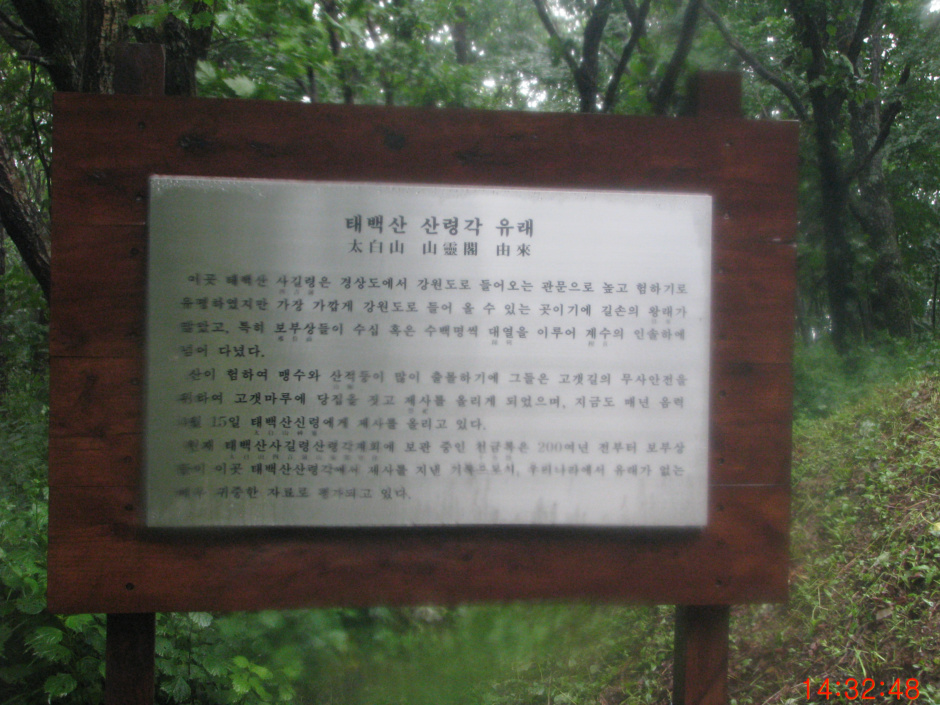 태백산 산령각 유래
太白山 山靈閣 由來
이곳 태백산 사길령은 경상도에서 강원도로 들어오는 관문으로 높고 험하기로
유명하였지만 가장 가깝게 강원도로 들어 올 수 있는 곳이기에 길손의 왕래가
많았고, 특히 보부상들이 수십 혹은 수백명씩 대열을 이루어 계수의 인솔하에
넘어 다녔다.
산이 험하여 맹수와 산적등이 많이 출몰하기에 그들은 고갯길의 무사안전을
위하여 고갯마루에 당집을 짓고 제사를 올리게 되었으며, 지금도 매년 음력
15일 태백산신령에게 제사를 올리고 있다.
현재 태백산사길령산령각계회에 보관 중인 천금록은 200여년 전부터 보부상
들이 이곳 태백산산령각에서 제사를 지낸 기록으로서, 우리나라에서 유래가 없는
매우 귀중한 자료로 평가되고 있다.
14:32:48